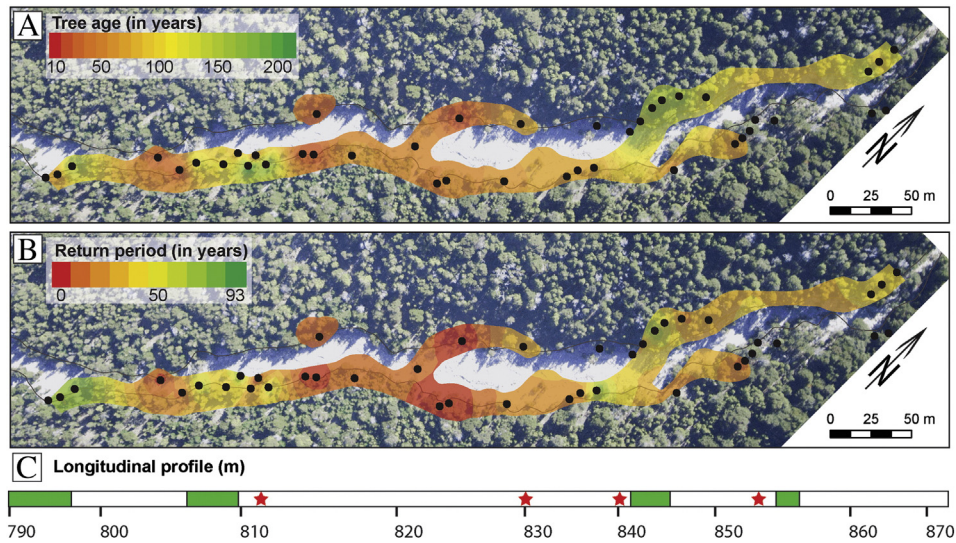 A
Tree age (in years)
10 50 100 150 200
N
0 25 50 m
B
Return period (in years)
0 50 93
N
0 25 50 m
C Longitudinal profile (m)
790 800 810 820 830 840 850 860 870